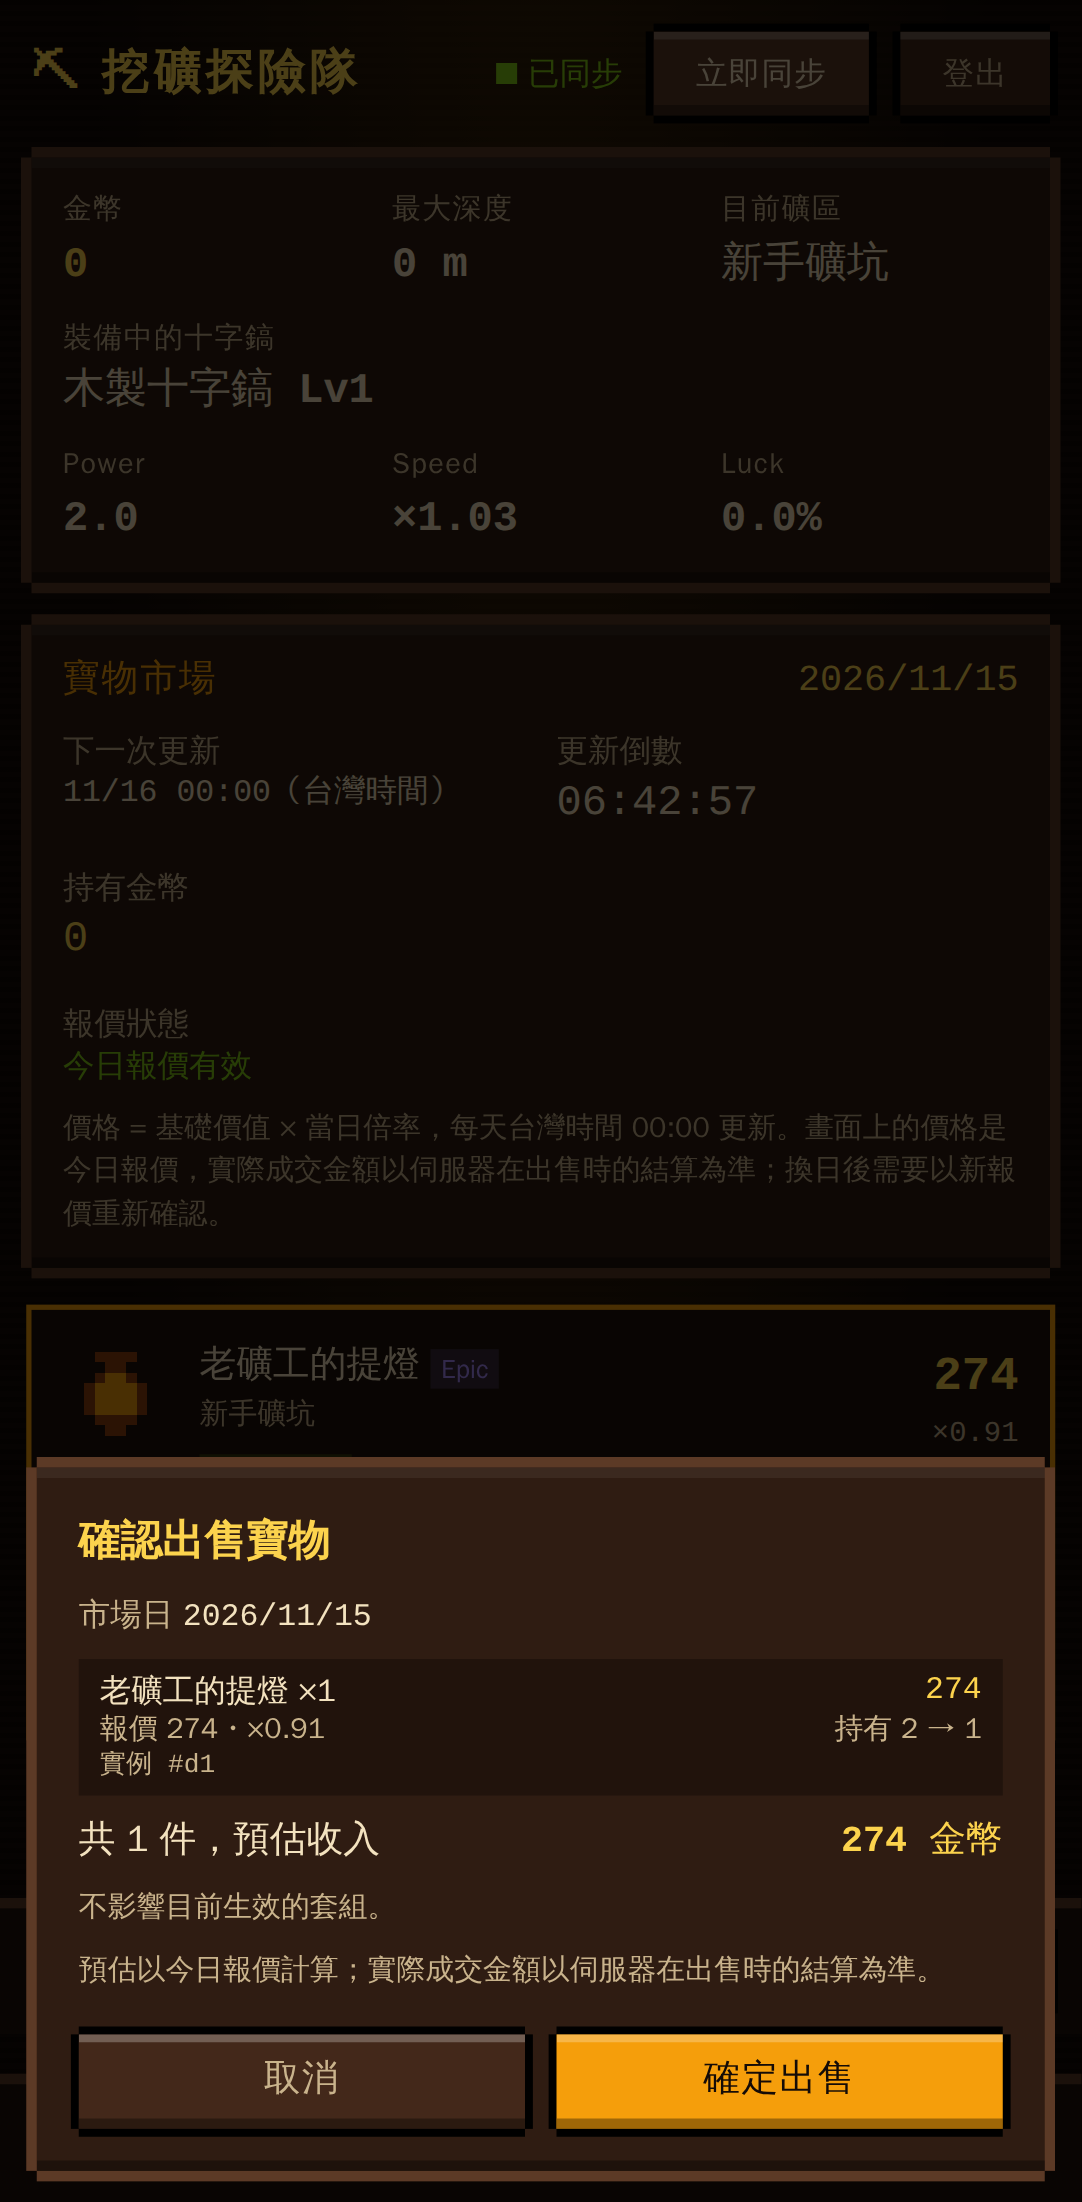 挖礦探險隊
已同步
立即同步
登出
金幣
最大深度
目前礦區
0
0 m
新手礦坑
裝備中的十字鎬
木製十字鎬 Lv1
Power
Speed
Luck
2.0
×1.03
0.0%
寶物市場
2026/11/15
下一次更新
更新倒數
11/16 00:00（台灣時間）
06:42:57
持有金幣
0
報價狀態
今日報價有效
價格 = 基礎價值 × 當日倍率，每天台灣時間 00:00 更新。畫面上的價格是
今日報價，實際成交金額以伺服器在出售時的結算為準；換日後需要以新報
價重新確認。
老礦工的提燈 Epic
274
新手礦坑
×0.91
確認出售寶物
市場日 2026/11/15
老礦工的提燈 ×1
274
報價 274・×0.91
持有 2 → 1
實例 #d1
共 1 件，預估收入
274 金幣
不影響目前生效的套組。
預估以今日報價計算；實際成交金額以伺服器在出售時的結算為準。
取消
確定出售